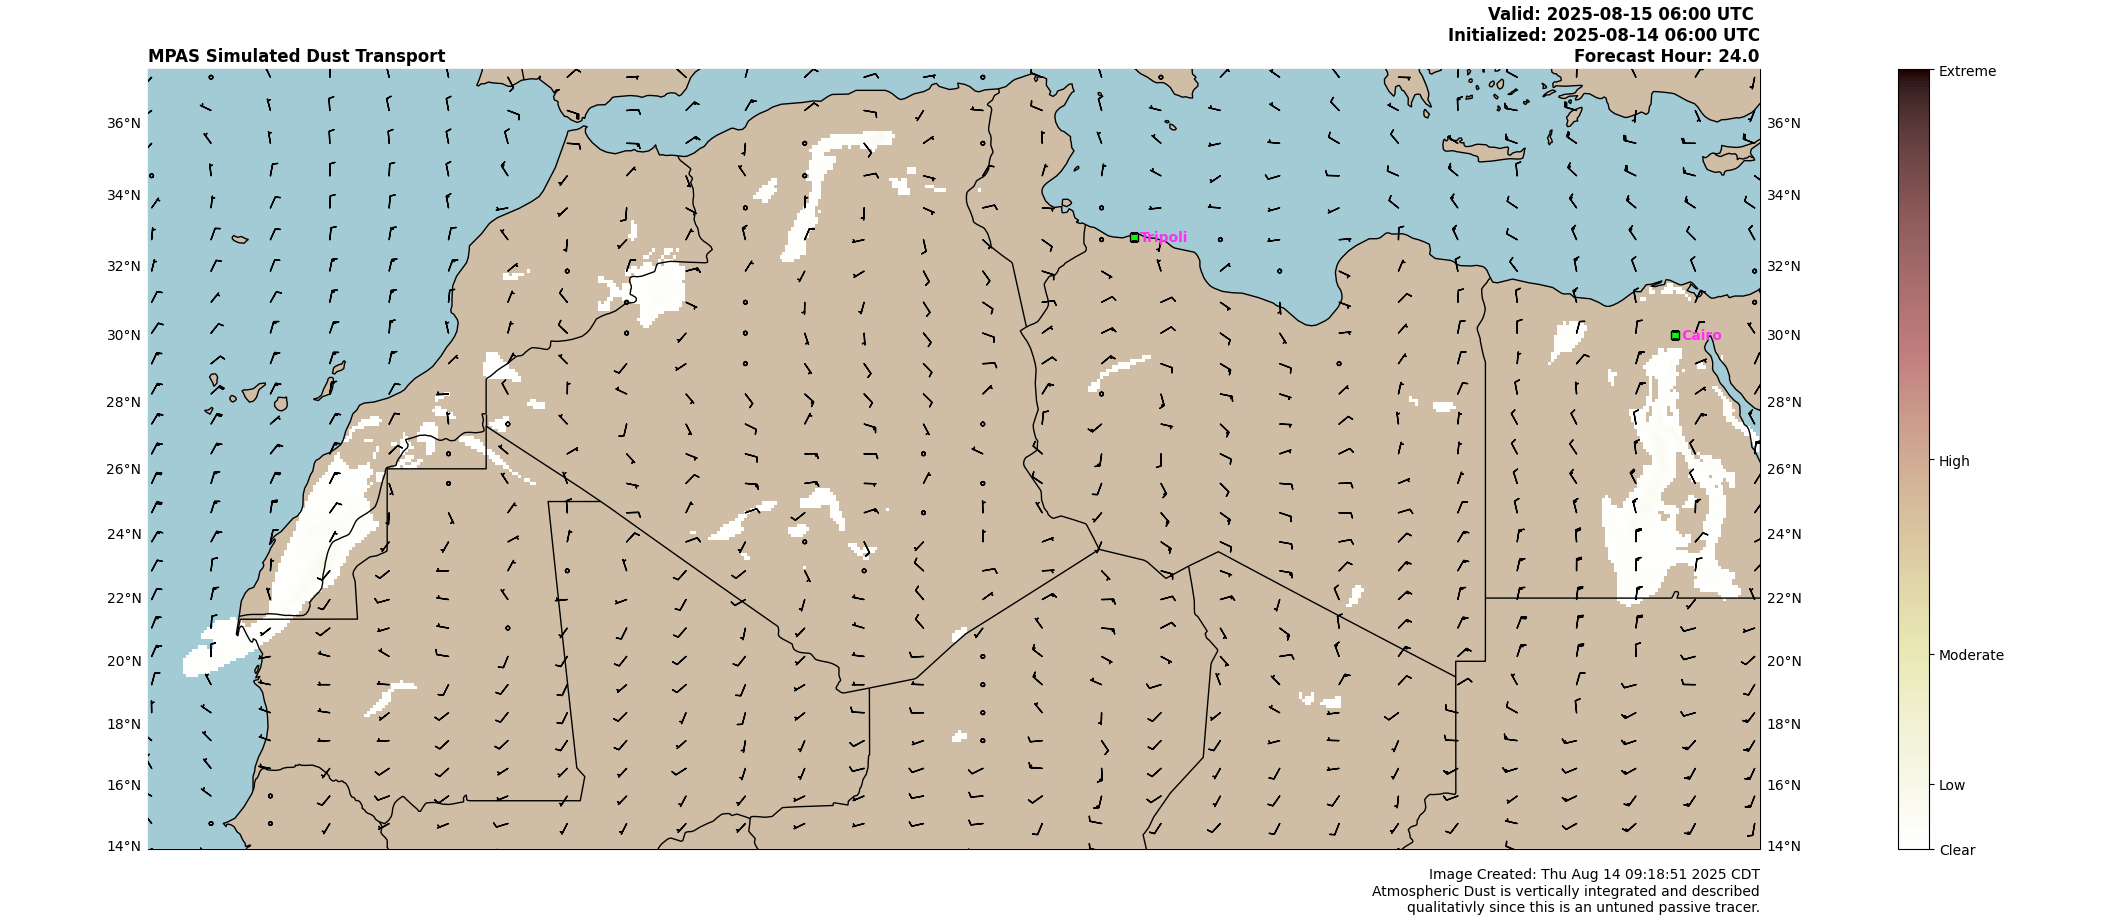 Valid: 2025-08-15 06:00 UTC
Initialized: 2025-08-14 06:00 UTC
MPAS Simulated Dust Transport
Forecast Hour: 24.0
Extreme
36°N
36°N
34°N
34°N
Tripoli
32°N
32°N
30°N
Cairo
30°N
28°N
28°N
26°N
26°N
High
24°N
24°N
22°N
22°N
20°N
20°N
Moderate
18°N
18°N
16°N
16°N
Low
14°N
14°N
Clear
Image Created: Thu Aug 14 09:18:51 2025 CDT
Atmospheric Dust is vertically integrated and described
qualitativly since this is an untuned passive tracer.